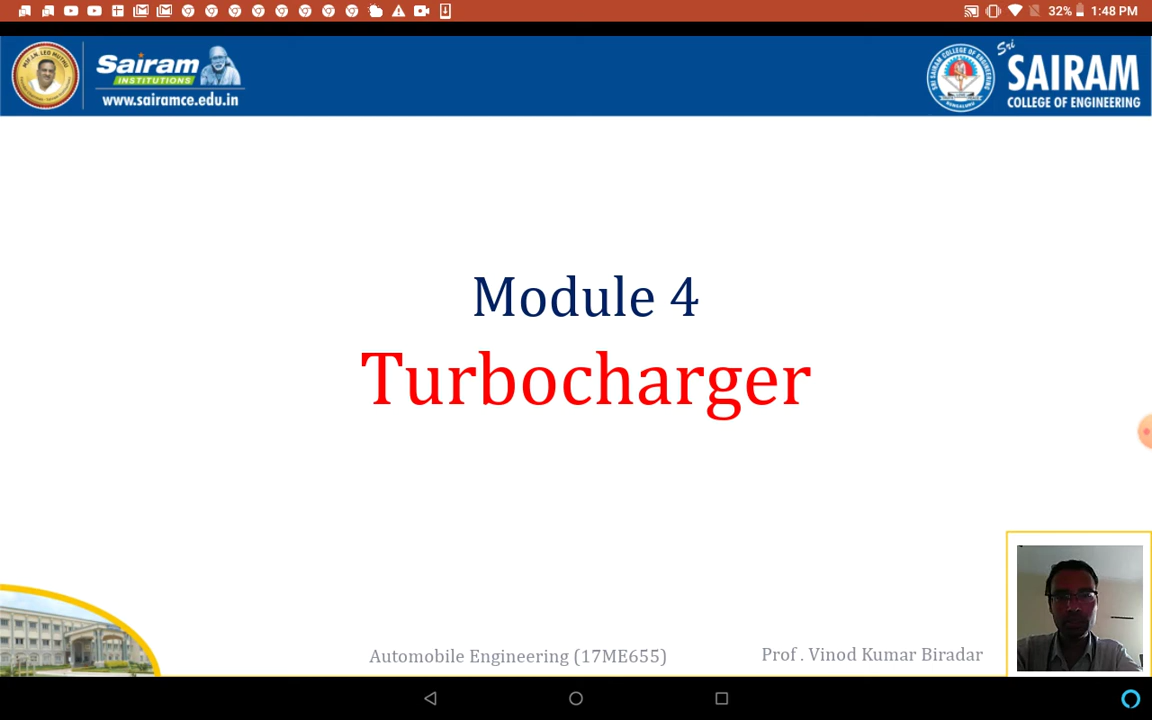 32% 1:48 PM
Sairam
INSTITUTIONS
www.sairamce.edu.in
Sri
SAIRAM
COLLEGE OF ENGINEERING
Module 4
Turbocharger
Automobile Engineering (17ME655)
Prof . Vinod Kumar Biradar